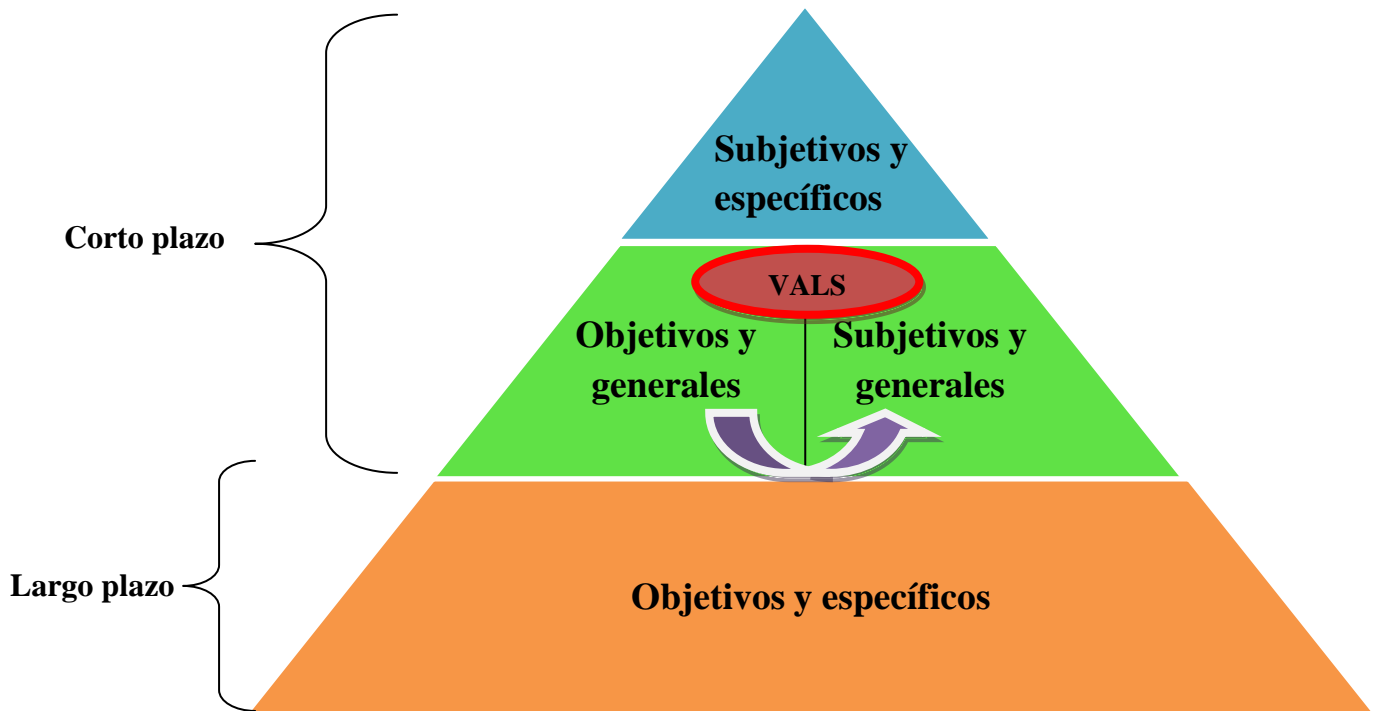 Subjetivos y
específicos
Corto plazo
VALS
Objetivos y
generales
Subjetivos y
generales
Largo plazo
Objetivos y específicos